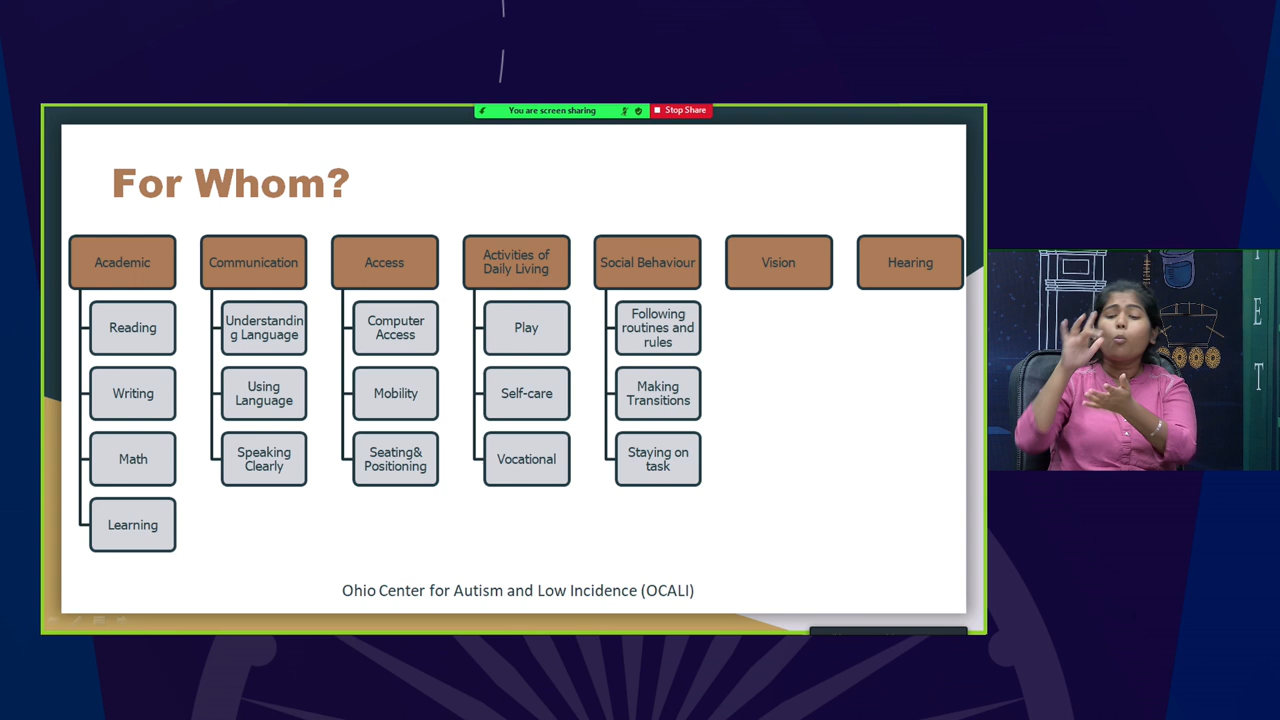 You are screen sharing
Stop Share
For Whom?
Academic
Reading
Writing
Math
Learning
Communication
Understandin
g Language
Using
Language
Speaking
Clearly
Access
Computer
Access
Mobility
Seating&
Positioning
Activities of
Daily Living
Play
Self-care
Vocational
Social Behaviour
Following
routines and
rules
Making
Transitions
Staying on
task
Vision
Hearing
Ohio Center for Autism and Low Incidence (OCALI)
E
T